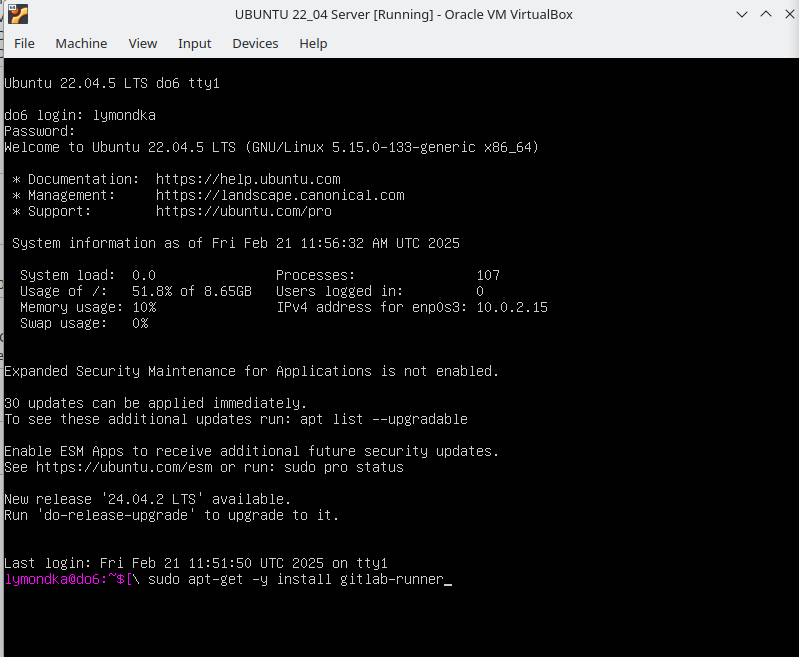 UBUNTU 22_04 Server [Running] - Oracle VM VirtualBox
File Machine View Input Devices Help
Ubuntu 22.04.5 LTS do6 tty1
do6 login: lymondka
Password:
Welcome to Ubuntu 22.04.5 LTS (GNU/Linux 5.15.0-133-generic x86_64)
* Documentation: https://help.ubuntu.com
* Management: https://landscape.canonical.com
* Support: https://ubuntu.com/pro
System information as of Fri Feb 21 11:56:32 AM UTC 2025
System load: 0.0 Processes: 107
Usage of /: 51.8% of 8.65GB Users logged in: 0
Memory usage: 10% IPv4 address for enp0s3: 10.0.2.15
Swap usage: 0%
Expanded Security Maintenance for Applications is not enabled.
30 updates can be applied immediately.
To see these additional updates run: apt list --upgradable
Enable ESM Apps to receive additional future security updates.
See https://ubuntu.com/esm or run: sudo pro status
New release '24.04.2 LTS' available.
Run 'do-release-upgrade' to upgrade to it.
Last login: Fri Feb 21 11:51:50 UTC 2025 on tty1
lymondka@do6:~$[\ sudo apt-get -y install gitlab-runner_